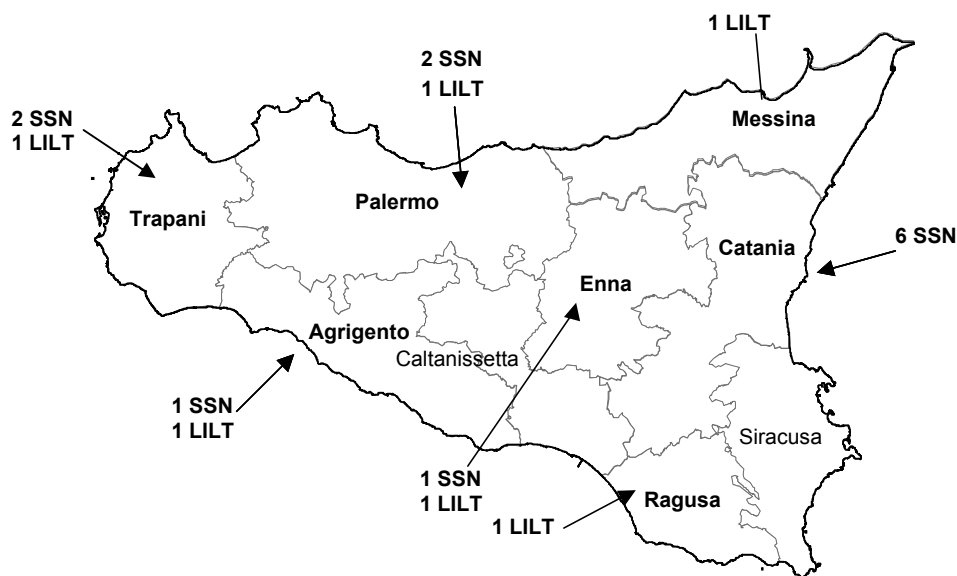 1 LILT
2 SSN
1 LILT
2 SSN
1 LILT
Messina
Palermo
Trapani
6 SSN
Catania
Enna
Agrigento
Caltanissetta
1 SSN
1 LILT
Siracusa
1 SSN
1 LILT
Ragusa
1 LILT